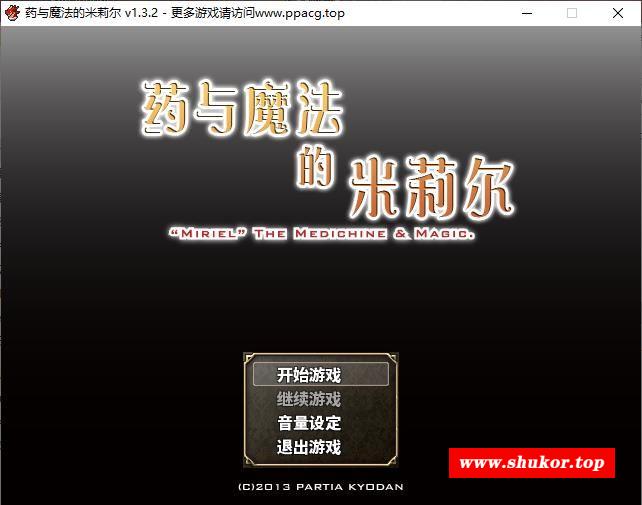 药与魔法的米莉尔 v1.3.2 - 更多游戏请访问www.ppacg.top
药与魔法
的
米莉尔
“Miriel” The Medichine & Magic.
开始游戏
继续游戏
音量设定
退出游戏
www.shukor.top
(C)2013 PARTIA KYODAN